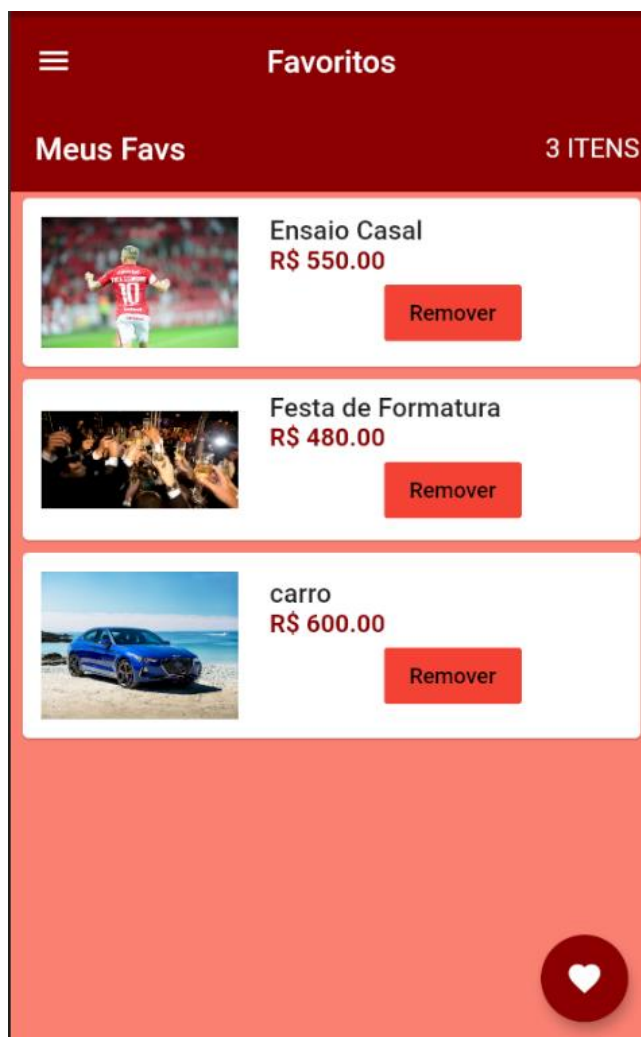 Favoritos
Meus Favs
3 ITENS
Ensaio Casal
R$ 550.00
Remover
10
Festa de Formatura
R$ 480.00
Remover
carro
R$ 600.00
Remover